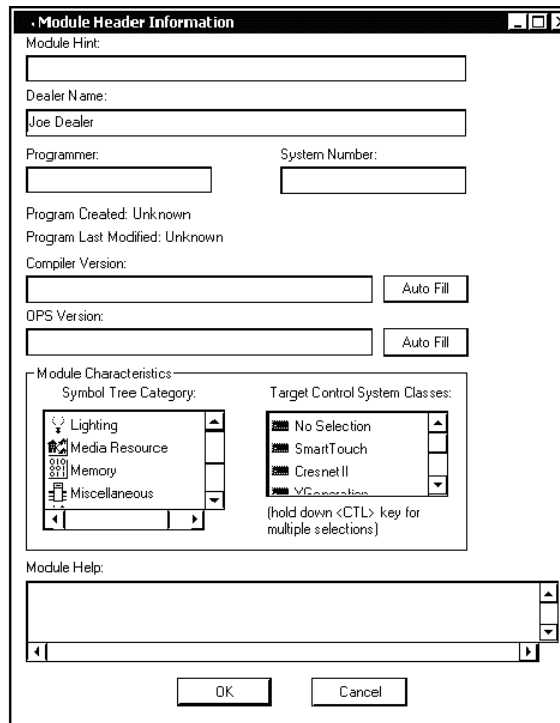 Module Header Information
Module Hint:
Dealer Name:
Joe Dealer
Programmer: System Number:
Program Created: Unknown
Program Last Modified: Unknown
Compiler Version:
Auto Fill
OPS Version:
Auto Fill
Module Characteristics
Symbol Tree Category: Target Control System Classes:
Lighting No Selection
Media Resource SmartTouch
Memory Cresnet II
Miscellaneous
(hold down <CTL> key for
multiple selections)
Module Help:
OK Cancel